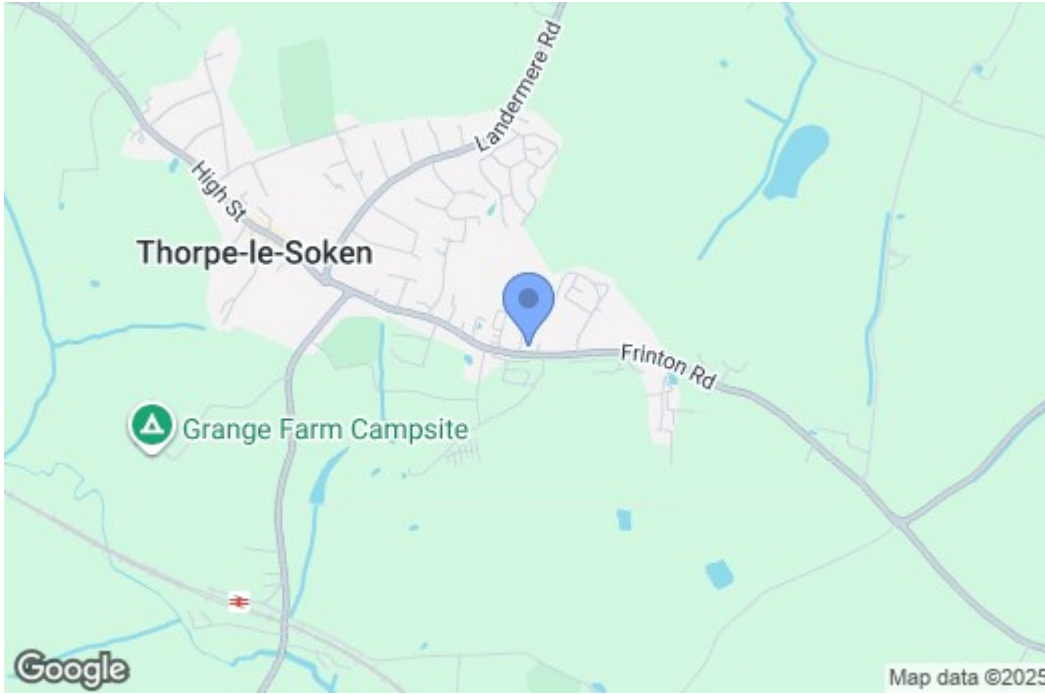 Landermere Rd
High St
Thorpe-le-Soken
Frinton Rd
Grange Farm Campsite
Google
Map data ©2025